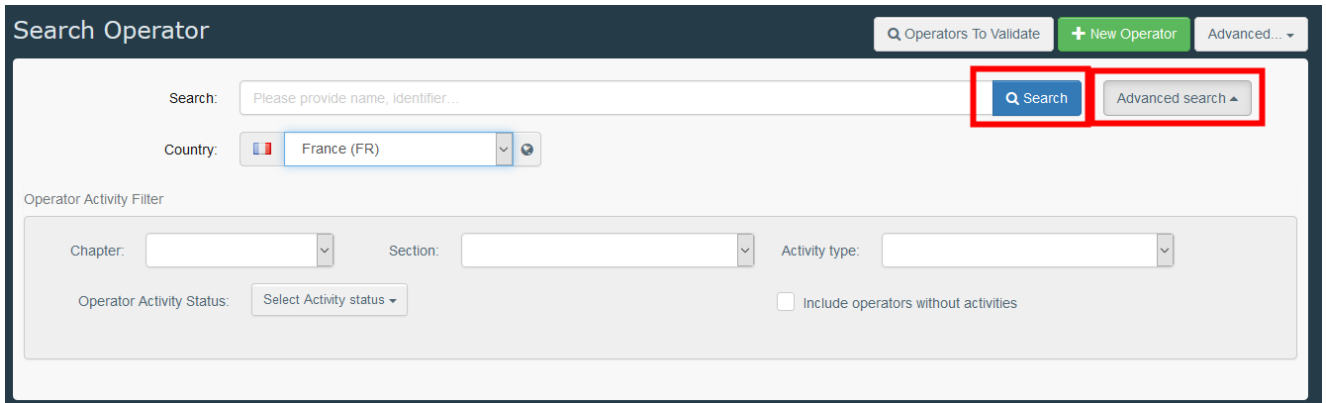 Search Operator
Operators To Validate
New Operator
Advanced...
Search: Please provide name, identifier... Search Advanced search
Country: France (FR)
Operator Activity Filter
Chapter: Section: Activity type:
Operator Activity Status: Select Activity status Include operators without activities